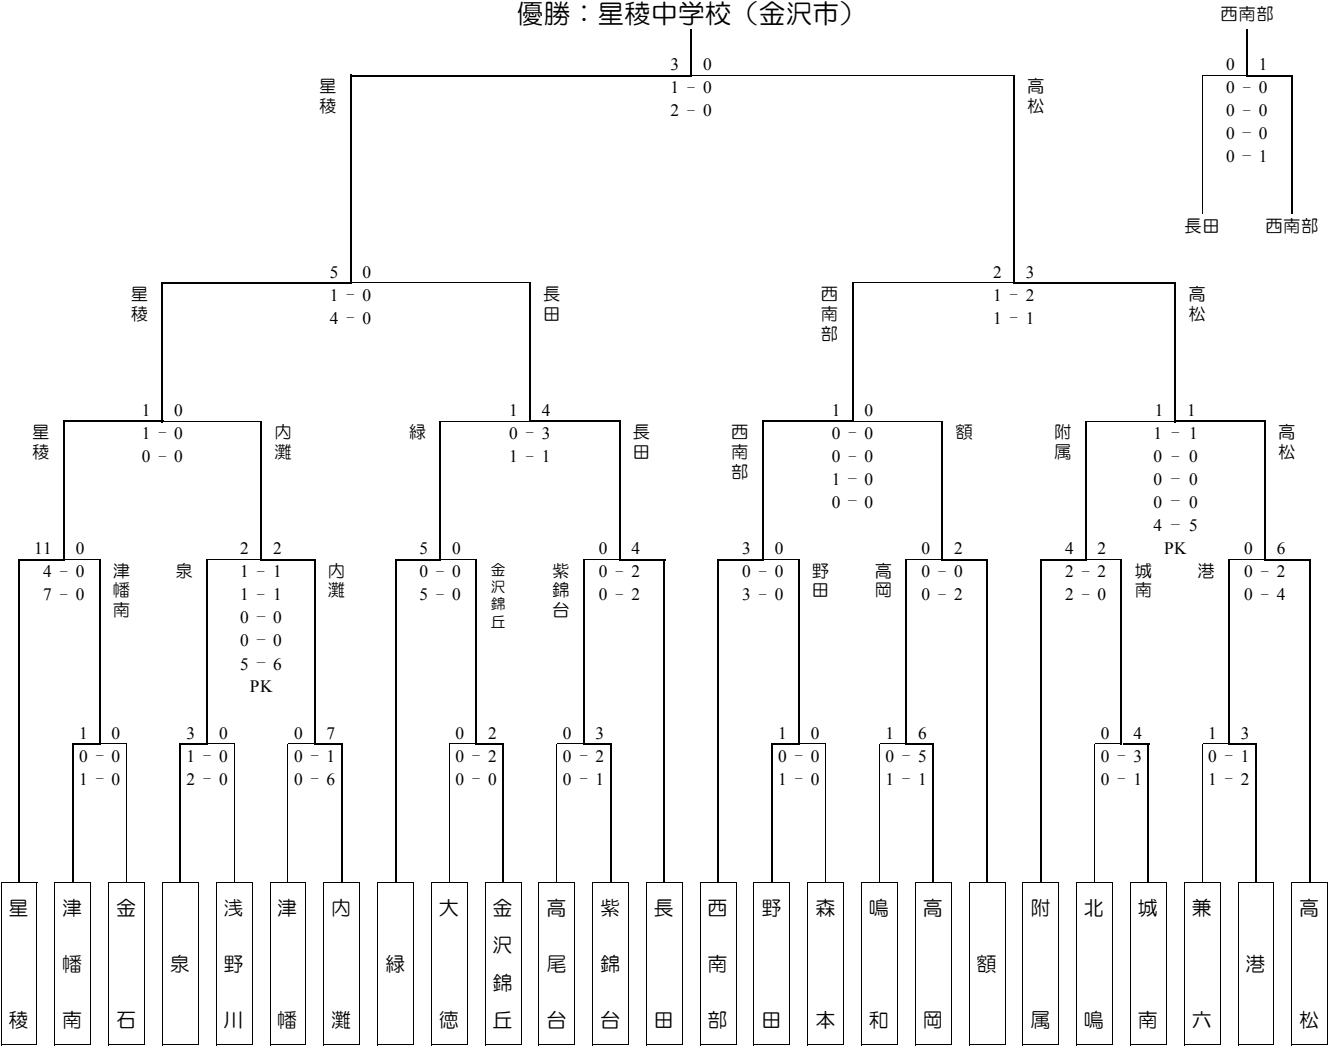 優勝：星稜中学校（金沢市）
西南部
3 0
1 － 0
2 － 0
星稜
高松
0 1
0 － 0
0 － 0
0 － 0
0 － 1
長田
西南部
5 0
1 － 0
4 － 0
星稜
長田
2 3
1 － 2
1 － 1
西南部
高松
1 0
1 － 0
0 － 0
星稜
内灘
1 4
0 － 3
1 － 1
緑
長田
1 0
0 － 0
0 － 0
1 － 0
0 － 0
西南部
額
1 1
1 － 1
0 － 0
0 － 0
0 － 0
4 － 5
PK
附属
高松
11 0
4 － 0
7 － 0
津幡南
2 2
1 － 1
1 － 1
0 － 0
0 － 0
5 － 6
PK
泉
内灘
5 0
0 － 0
5 － 0
金沢錦丘
0 4
0 － 2
0 － 2
紫錦台
3 0
0 － 0
3 － 0
野田
0 2
0 － 0
0 － 2
高岡
4 2
2 － 2
2 － 0
城南
0 6
0 － 2
0 － 4
港
1 0
0 － 0
1 － 0
3 0
1 － 0
2 － 0
0 7
0 － 1
0 － 6
0 2
0 － 2
0 － 0
0 3
0 － 2
0 － 1
1 0
0 － 0
1 － 0
1 6
0 － 5
1 － 1
0 4
0 － 3
0 － 1
1 3
0 － 1
1 － 2
星稜
津幡南
金石
泉
浅野川
津幡
内灘
緑
大徳
金沢錦丘
高尾台
紫錦台
長田
西南部
野田
森本
鳴和
高岡
額
附属
北鳴
城南
兼六
港
高松